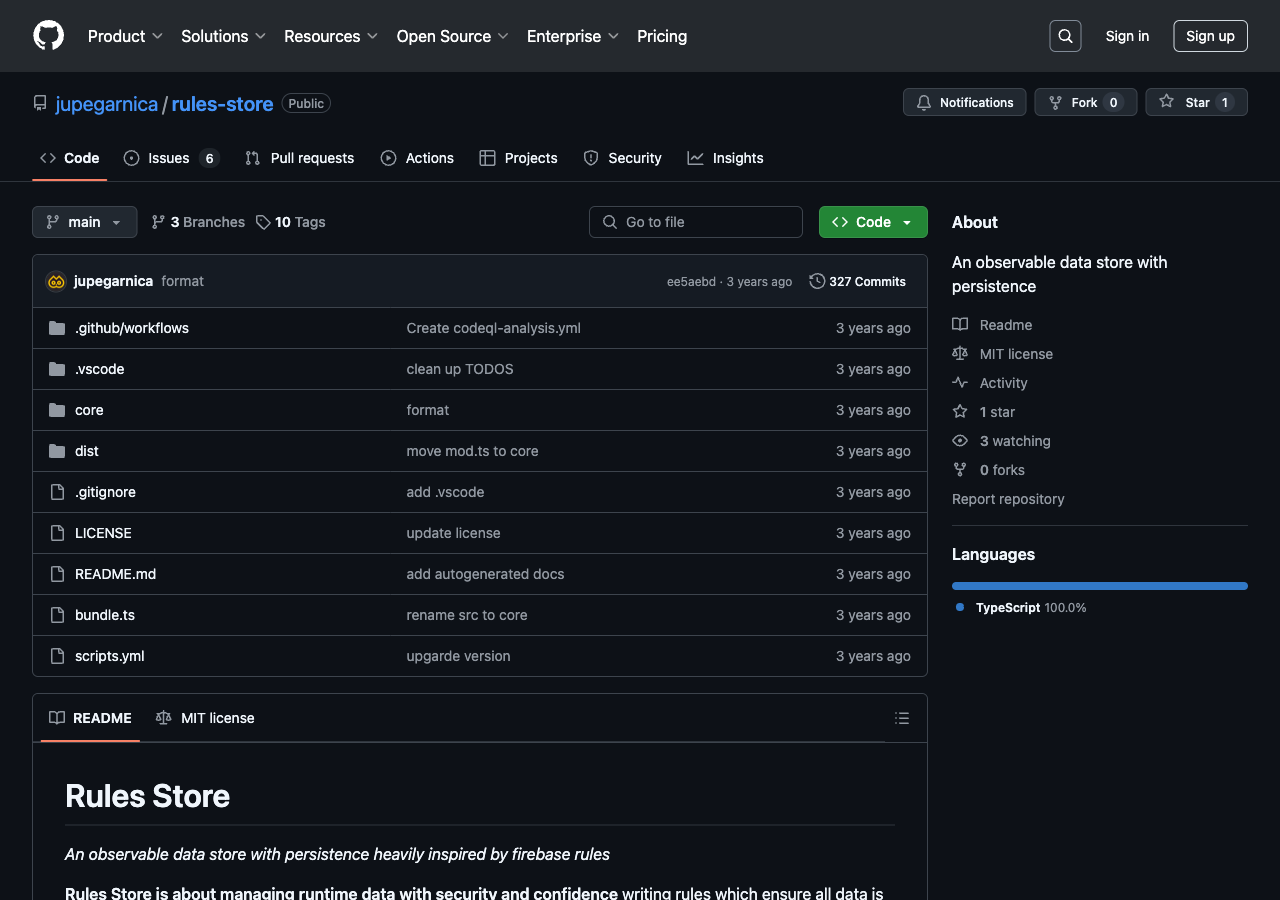 Product Solutions Resources Open Source Enterprise Pricing Sign in Sign up
jupegarnica / rules-store Public Notifications Fork 0 Star 1
Code Issues 6 Pull requests Actions Projects Security Insights
main 3 Branches 10 Tags Go to file Code
jupegarnica format ee5aebd · 3 years ago 327 Commits
.github/workflows Create codeql-analysis.yml 3 years ago
.vscode clean up TODOS 3 years ago
core format 3 years ago
dist move mod.ts to core 3 years ago
.gitignore add .vscode 3 years ago
LICENSE update license 3 years ago
README.md add autogenerated docs 3 years ago
bundle.ts rename src to core 3 years ago
scripts.yml upgarde version 3 years ago
README MIT license
Rules Store
An observable data store with persistence heavily inspired by firebase rules
Rules Store is about managing runtime data with security and confidence writing rules which ensure all data is
About
An observable data store with
persistence
Readme
MIT license
Activity
1 star
3 watching
0 forks
Report repository
Languages
TypeScript 100.0%